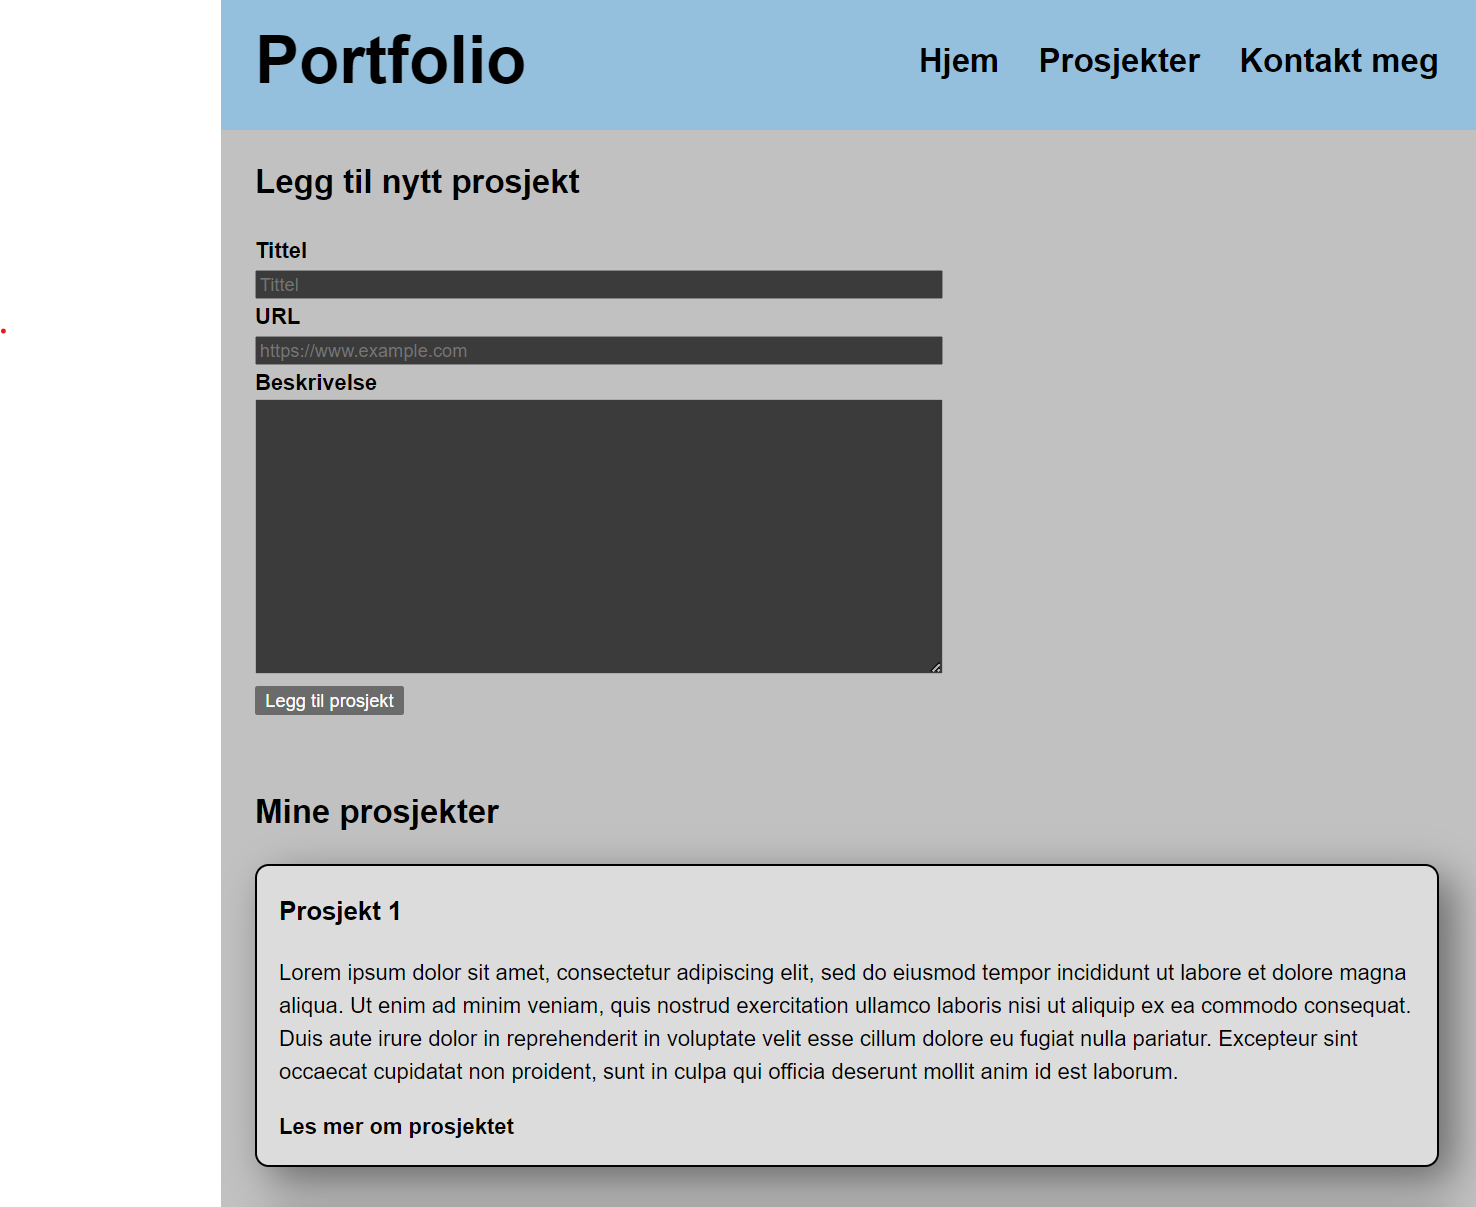 Portfolio
Hjem Prosjekter Kontakt meg
Legg til nytt prosjekt
Tittel
Tittel
URL
https://www.example.com
Beskrivelse
Legg til prosjekt
Mine prosjekter
Prosjekt 1
Lorem ipsum dolor sit amet, consectetur adipiscing elit, sed do eiusmod tempor incididunt ut labore et dolore magna
aliqua. Ut enim ad minim veniam, quis nostrud exercitation ullamco laboris nisi ut aliquip ex ea commodo consequat.
Duis aute irure dolor in reprehenderit in voluptate velit esse cillum dolore eu fugiat nulla pariatur. Excepteur sint
occaecat cupidatat non proident, sunt in culpa qui officia deserunt mollit anim id est laborum.
Les mer om prosjektet